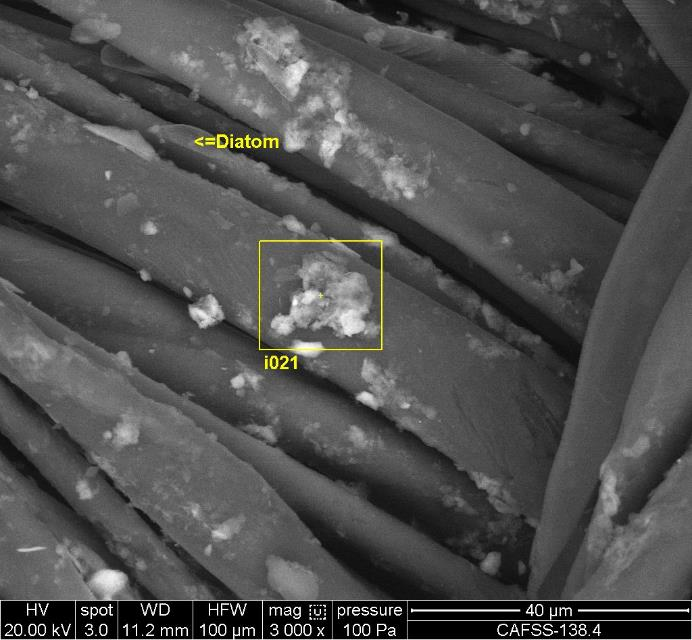 <=Diatom
i021
HV spot WD HFW mag pressure 40 µm
20.00 kV 3.0 11.2 mm 100 µm 3 000 x 100 Pa CAFSS-138.4